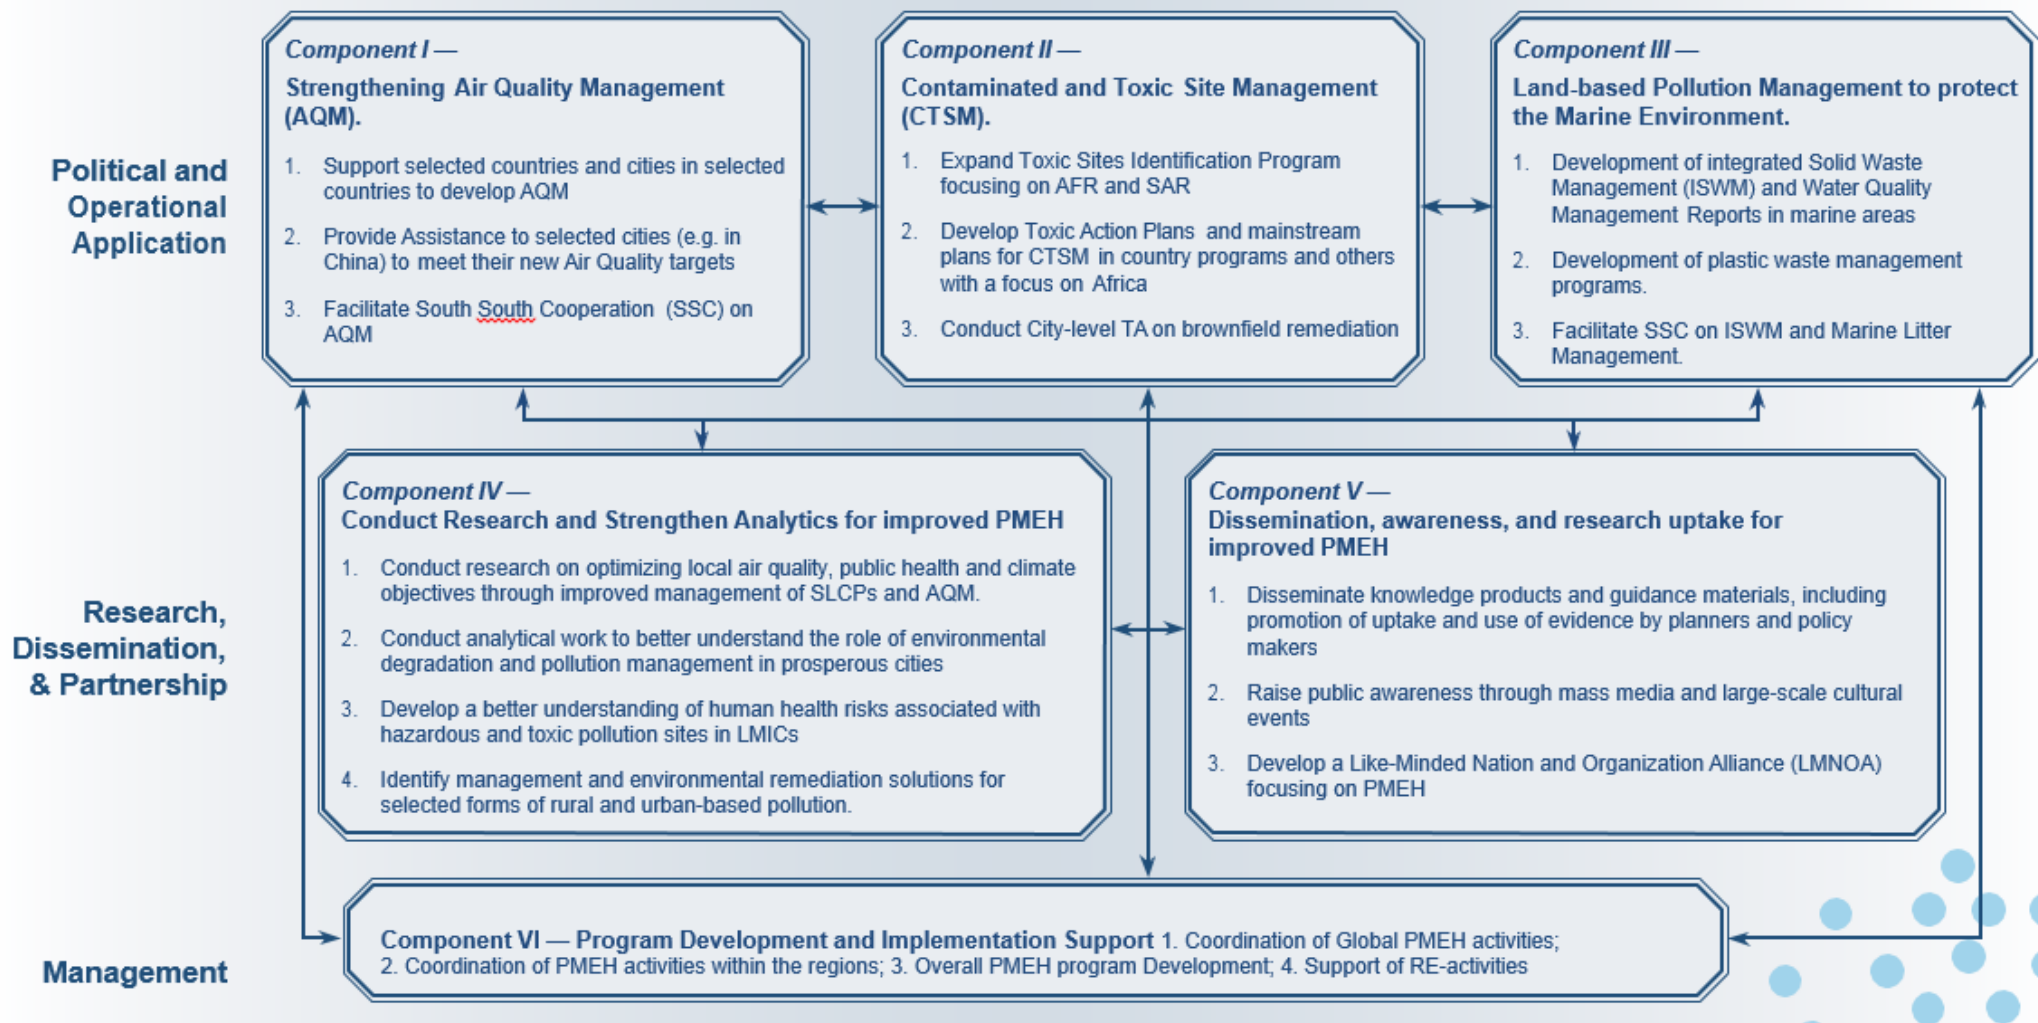 Political and
Operational
Application
Component I —
Strengthening Air Quality Management
(AQM).
1. Support selected countries and cities in selected
countries to develop AQM
2. Provide Assistance to selected cities (e.g. in
China) to meet their new Air Quality targets
3. Facilitate South South Cooperation (SSC) on
AQM
Component II —
Contaminated and Toxic Site Management
(CTSM).
1. Expand Toxic Sites Identification Program
focusing on AFR and SAR
2. Develop Toxic Action Plans and mainstream
plans for CTSM in country programs and others
with a focus on Africa
3. Conduct City-level TA on brownfield remediation
Component III —
Land-based Pollution Management to protect
the Marine Environment.
1. Development of integrated Solid Waste
Management (ISWM) and Water Quality
Management Reports in marine areas
2. Development of plastic waste management
programs.
3. Facilitate SSC on ISWM and Marine Litter
Management.
Research,
Dissemination,
& Partnership
Component IV —
Conduct Research and Strengthen Analytics for improved PMEH
1. Conduct research on optimizing local air quality, public health and climate
objectives through improved management of SLCPs and AQM.
2. Conduct analytical work to better understand the role of environmental
degradation and pollution management in prosperous cities
3. Develop a better understanding of human health risks associated with
hazardous and toxic pollution sites in LMICs
4. Identify management and environmental remediation solutions for
selected forms of rural and urban-based pollution.
Component V —
Dissemination, awareness, and research uptake for
improved PMEH
1. Disseminate knowledge products and guidance materials, including
promotion of uptake and use of evidence by planners and policy
makers
2. Raise public awareness through mass media and large-scale cultural
events
3. Develop a Like-Minded Nation and Organization Alliance (LMNOA)
focusing on PMEH
Management
Component VI — Program Development and Implementation Support 1. Coordination of Global PMEH activities;
2. Coordination of PMEH activities within the regions; 3. Overall PMEH program Development; 4. Support of RE-activities